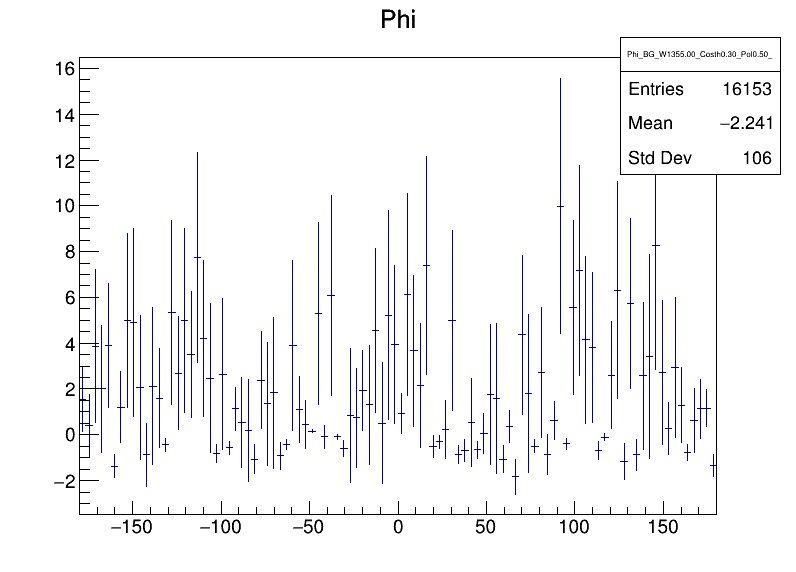 Phi
Phi_BG_W1355.00_Costh0.30_Pol0.50_
Entries 16153
Mean −2.241
Std Dev 106
16
14
12
10
8
6
4
2
0
−2
−150 −100 −50 0 50 100 150